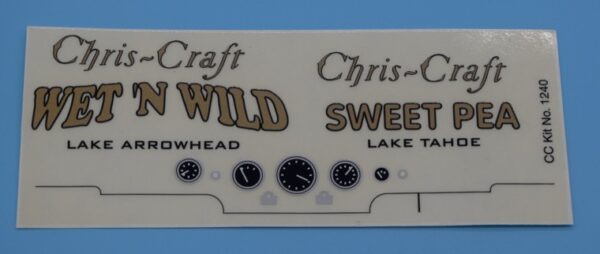 Chris~Craft
WET 'N WILD
LAKE ARROWHEAD
Chris~Craft
SWEET PEA
LAKE TAHOE
CC Kit No. 1240